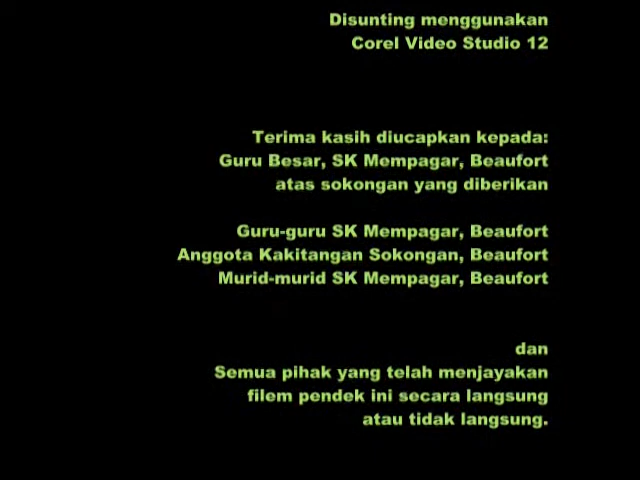 Disunting menggunakan
Corel Video Studio 12
Terima kasih diucapkan kepada:
Guru Besar, SK Mempagar, Beaufort
atas sokongan yang diberikan
Guru-guru SK Mempagar, Beaufort
Anggota Kakitangan Sokongan, Beaufort
Murid-murid SK Mempagar, Beaufort
dan
Semua pihak yang telah menjayakan
filem pendek ini secara langsung
atau tidak langsung.